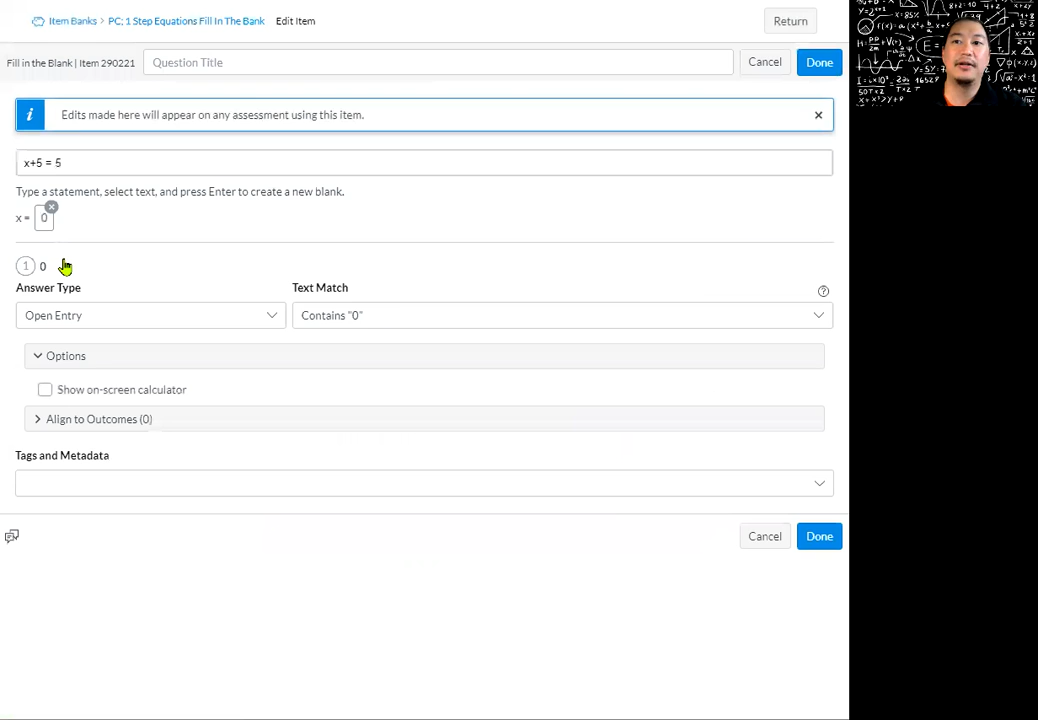 Item Banks > PC; 1 Step Equations Fill In The Bank Edit Item Return
Fill in the Blank | Item 290221 Question Title Cancel Done
i Edits made here will appear on any assessment using this item. ×
x+5 = 5
Type a statement, select text, and press Enter to create a new blank.
x = 0
1 0
Answer Type Text Match
Open Entry Contains "0"
Options
Show on-screen calculator
Align to Outcomes (0)
Tags and Metadata
Cancel Done